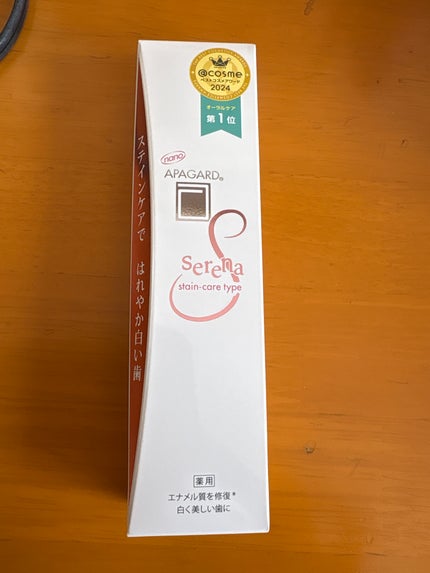 @cosme
ベストコスメアワード
2024
オーラルケア
第1位
nano
APAGARD®
Serena
stain-care type
ステインケアで はれやか白い歯
薬用
エナメル質を修復*
白く美しい歯に